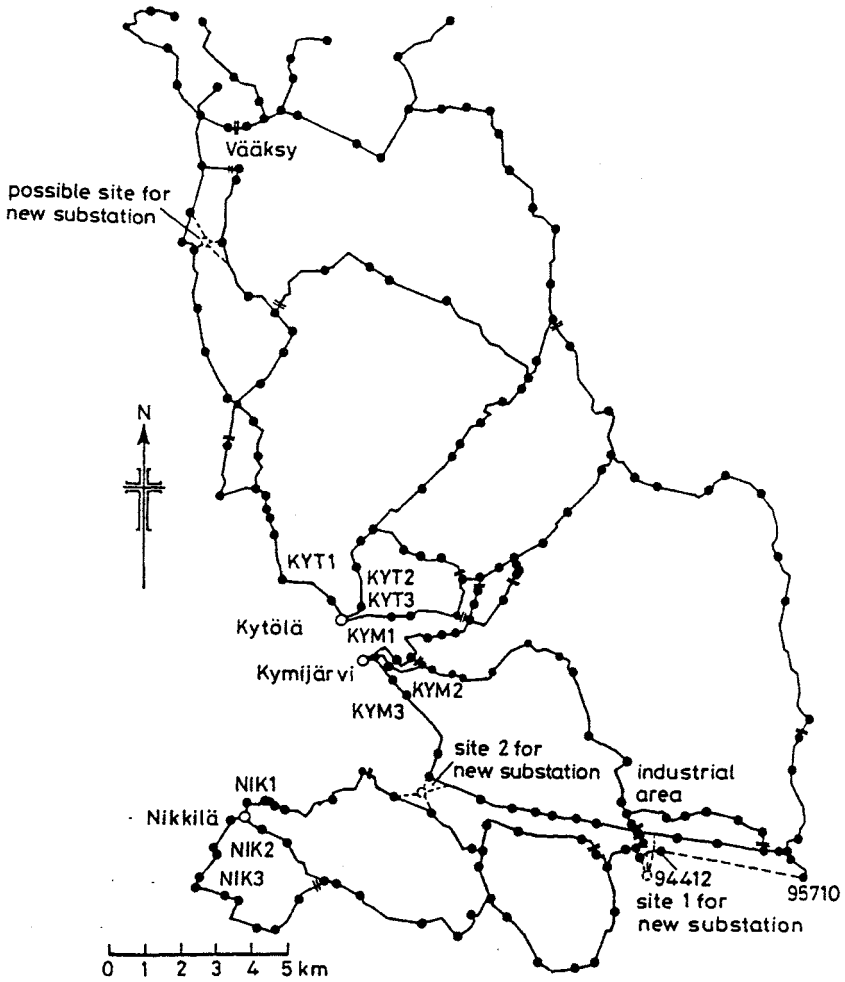 Vääksy
possible site for
new substation
N
KYT1
KYT2
KYT3
Kytölä
KYM1
Kymijärvi
KYM2
KYM3
site 2 for
new substation
industrial
area
NIK1
Nikkilä
NIK2
NIK3
94412
95710
site 1 for
new substation
0 1 2 3 4 5 km